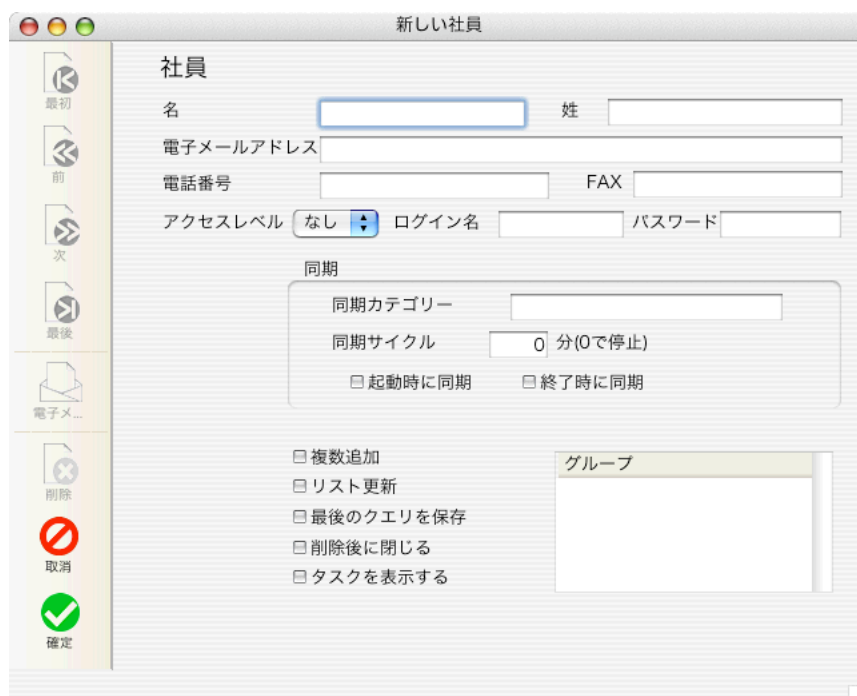 新しい社員
最初
前
次
最後
電子メ...
削除
取消
確定
社員
名 姓
電子メールアドレス
電話番号 FAX
アクセスレベル なし ログイン名 パスワード
同期
同期カテゴリー
同期サイクル 0 分(0で停止)
起動時に同期 終了時に同期
複数追加
リスト更新
最後のクエリを保存
削除後に閉じる
タスクを表示する
グループ